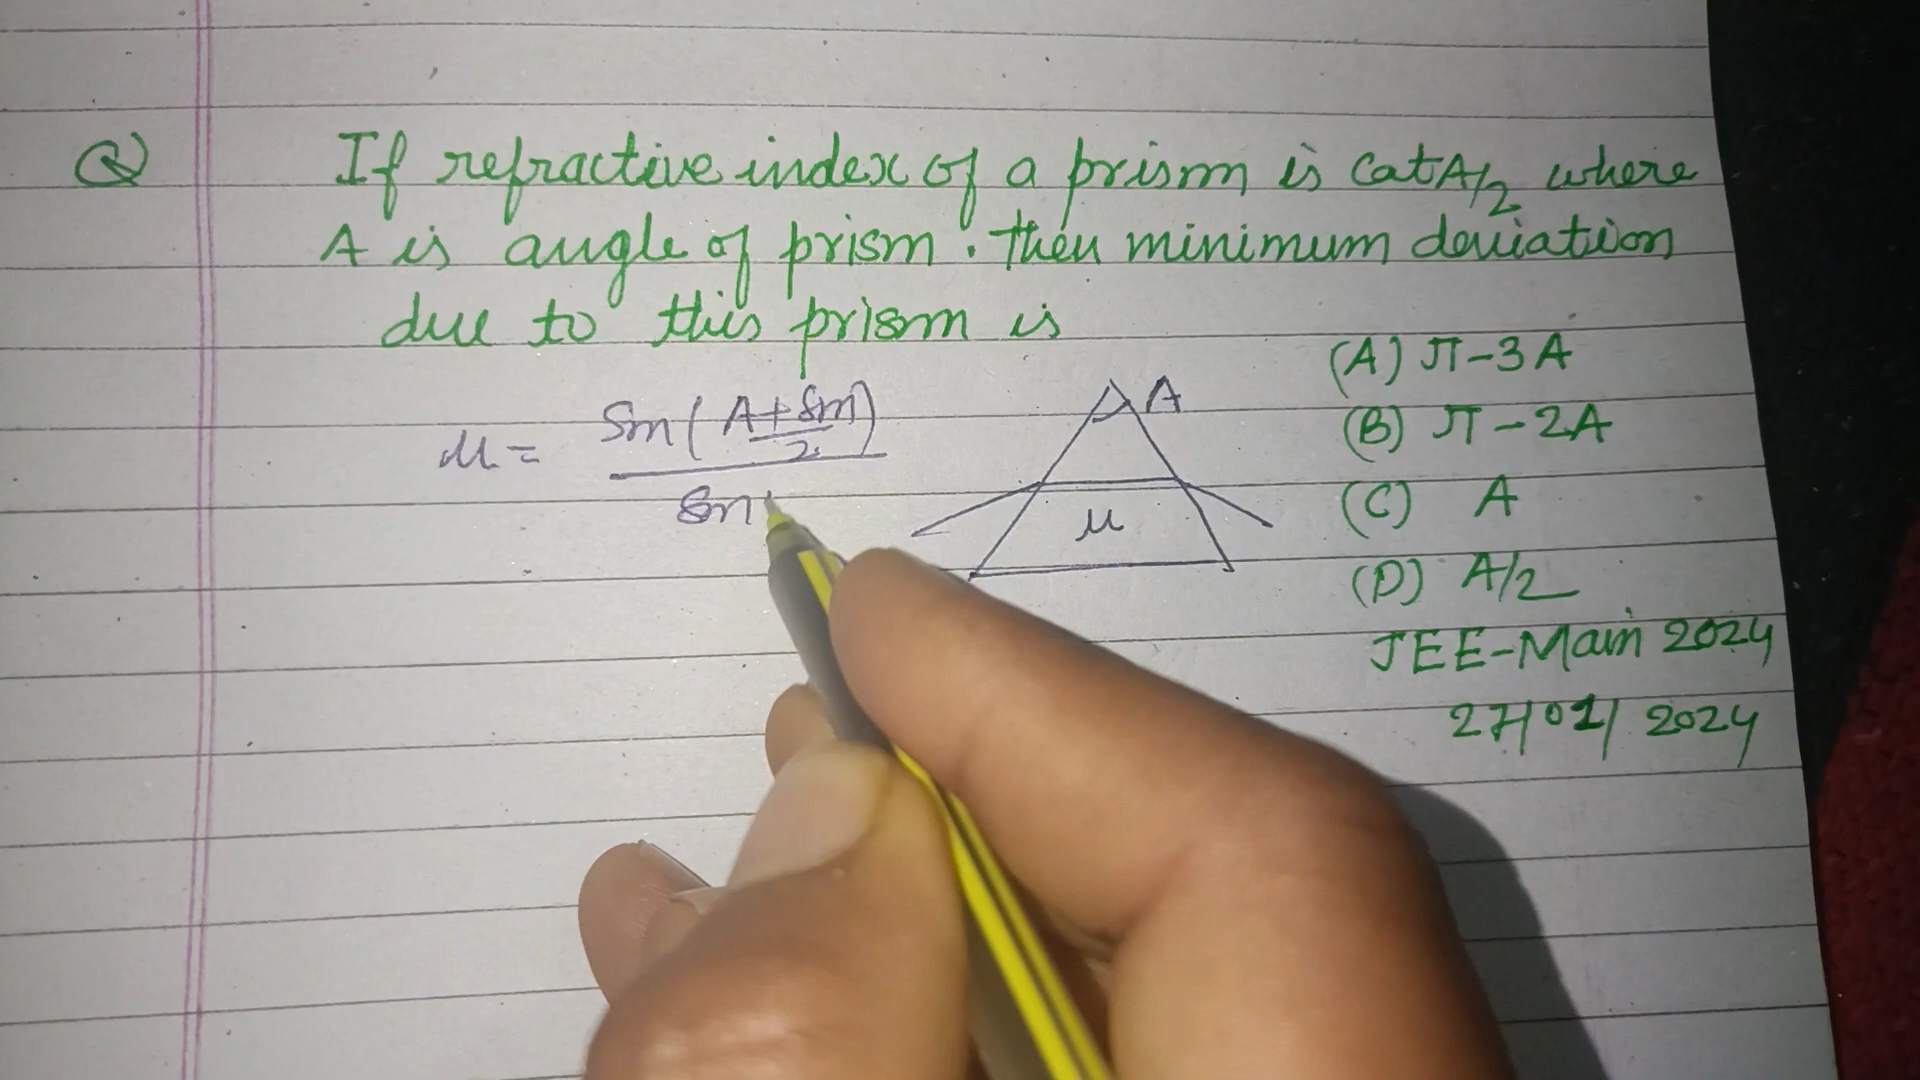 Q If refractive index of a prism is cotA/2 where
A is angle of prism. then minimum deviation
due to this prism is
(A) π-3A
(B) π-2A
(C) A
(D) A/2
JEE-Main 2024
27/01/2024
μ = Sin(A+δm/2)
Sin
A
μ